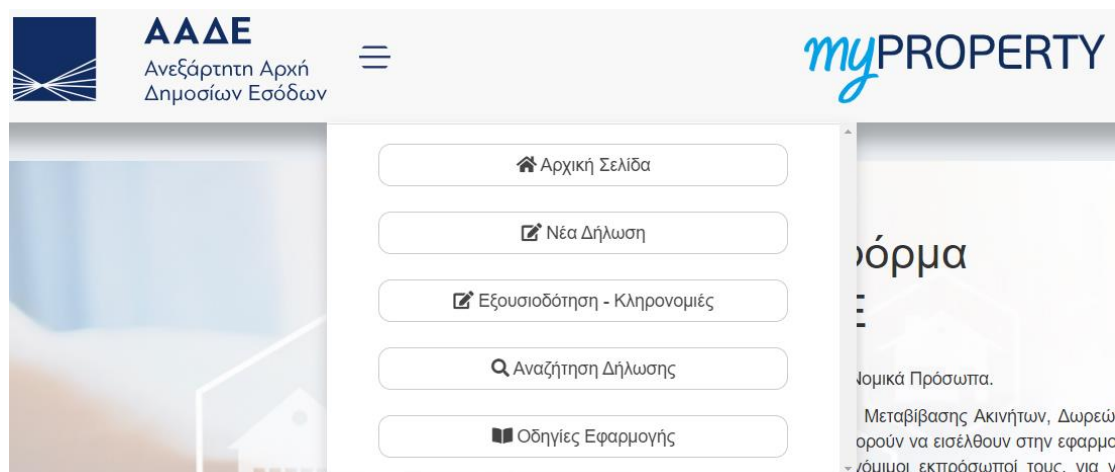 ΑΑΔΕ
Ανεξάρτητη Αρχή
Δημοσίων Εσόδων
myPROPERTY
Αρχική Σελίδα
Νέα Δήλωση
Εξουσιοδότηση - Κληρονομιές
Αναζήτηση Δήλωσης
Οδηγίες Εφαρμογής
όρμα
Νομικά Πρόσωπα.
Μεταβίβασης Ακινήτων, Δωρεώ
ορούν να εισέλθουν στην εφαρμο
νόμιμοι εκπρόσωποί τους, για ν